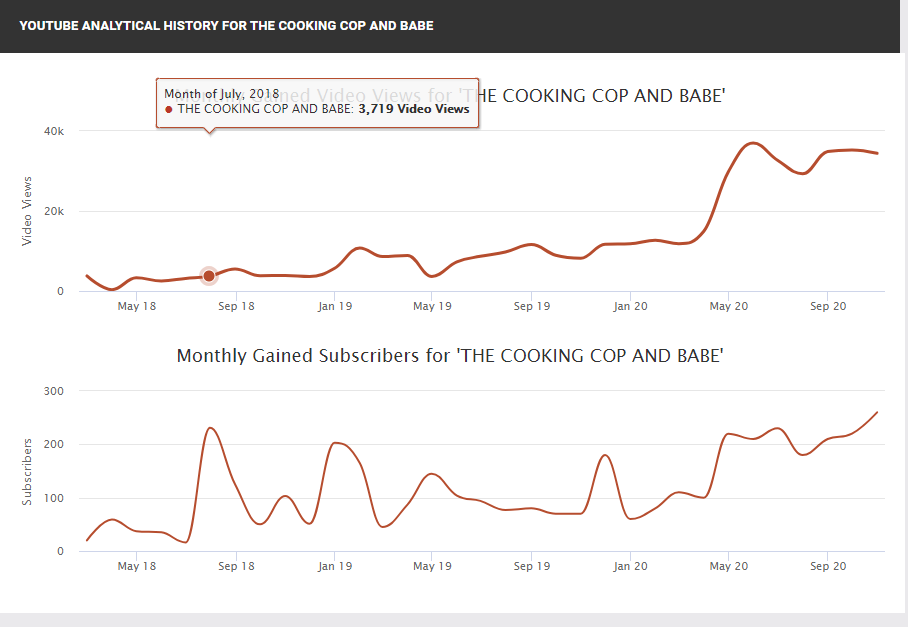 YOUTUBE ANALYTICAL HISTORY FOR THE COOKING COP AND BABE
Monthly Gained Video Views for 'THE COOKING COP AND BABE'
Month of July, 2018
● THE COOKING COP AND BABE: 3,719 Video Views
40k
20k
0
Video Views
May 18 Sep 18 Jan 19 May 19 Sep 19 Jan 20 May 20 Sep 20
Monthly Gained Subscribers for 'THE COOKING COP AND BABE'
300
200
100
0
Subscribers
May 18 Sep 18 Jan 19 May 19 Sep 19 Jan 20 May 20 Sep 20